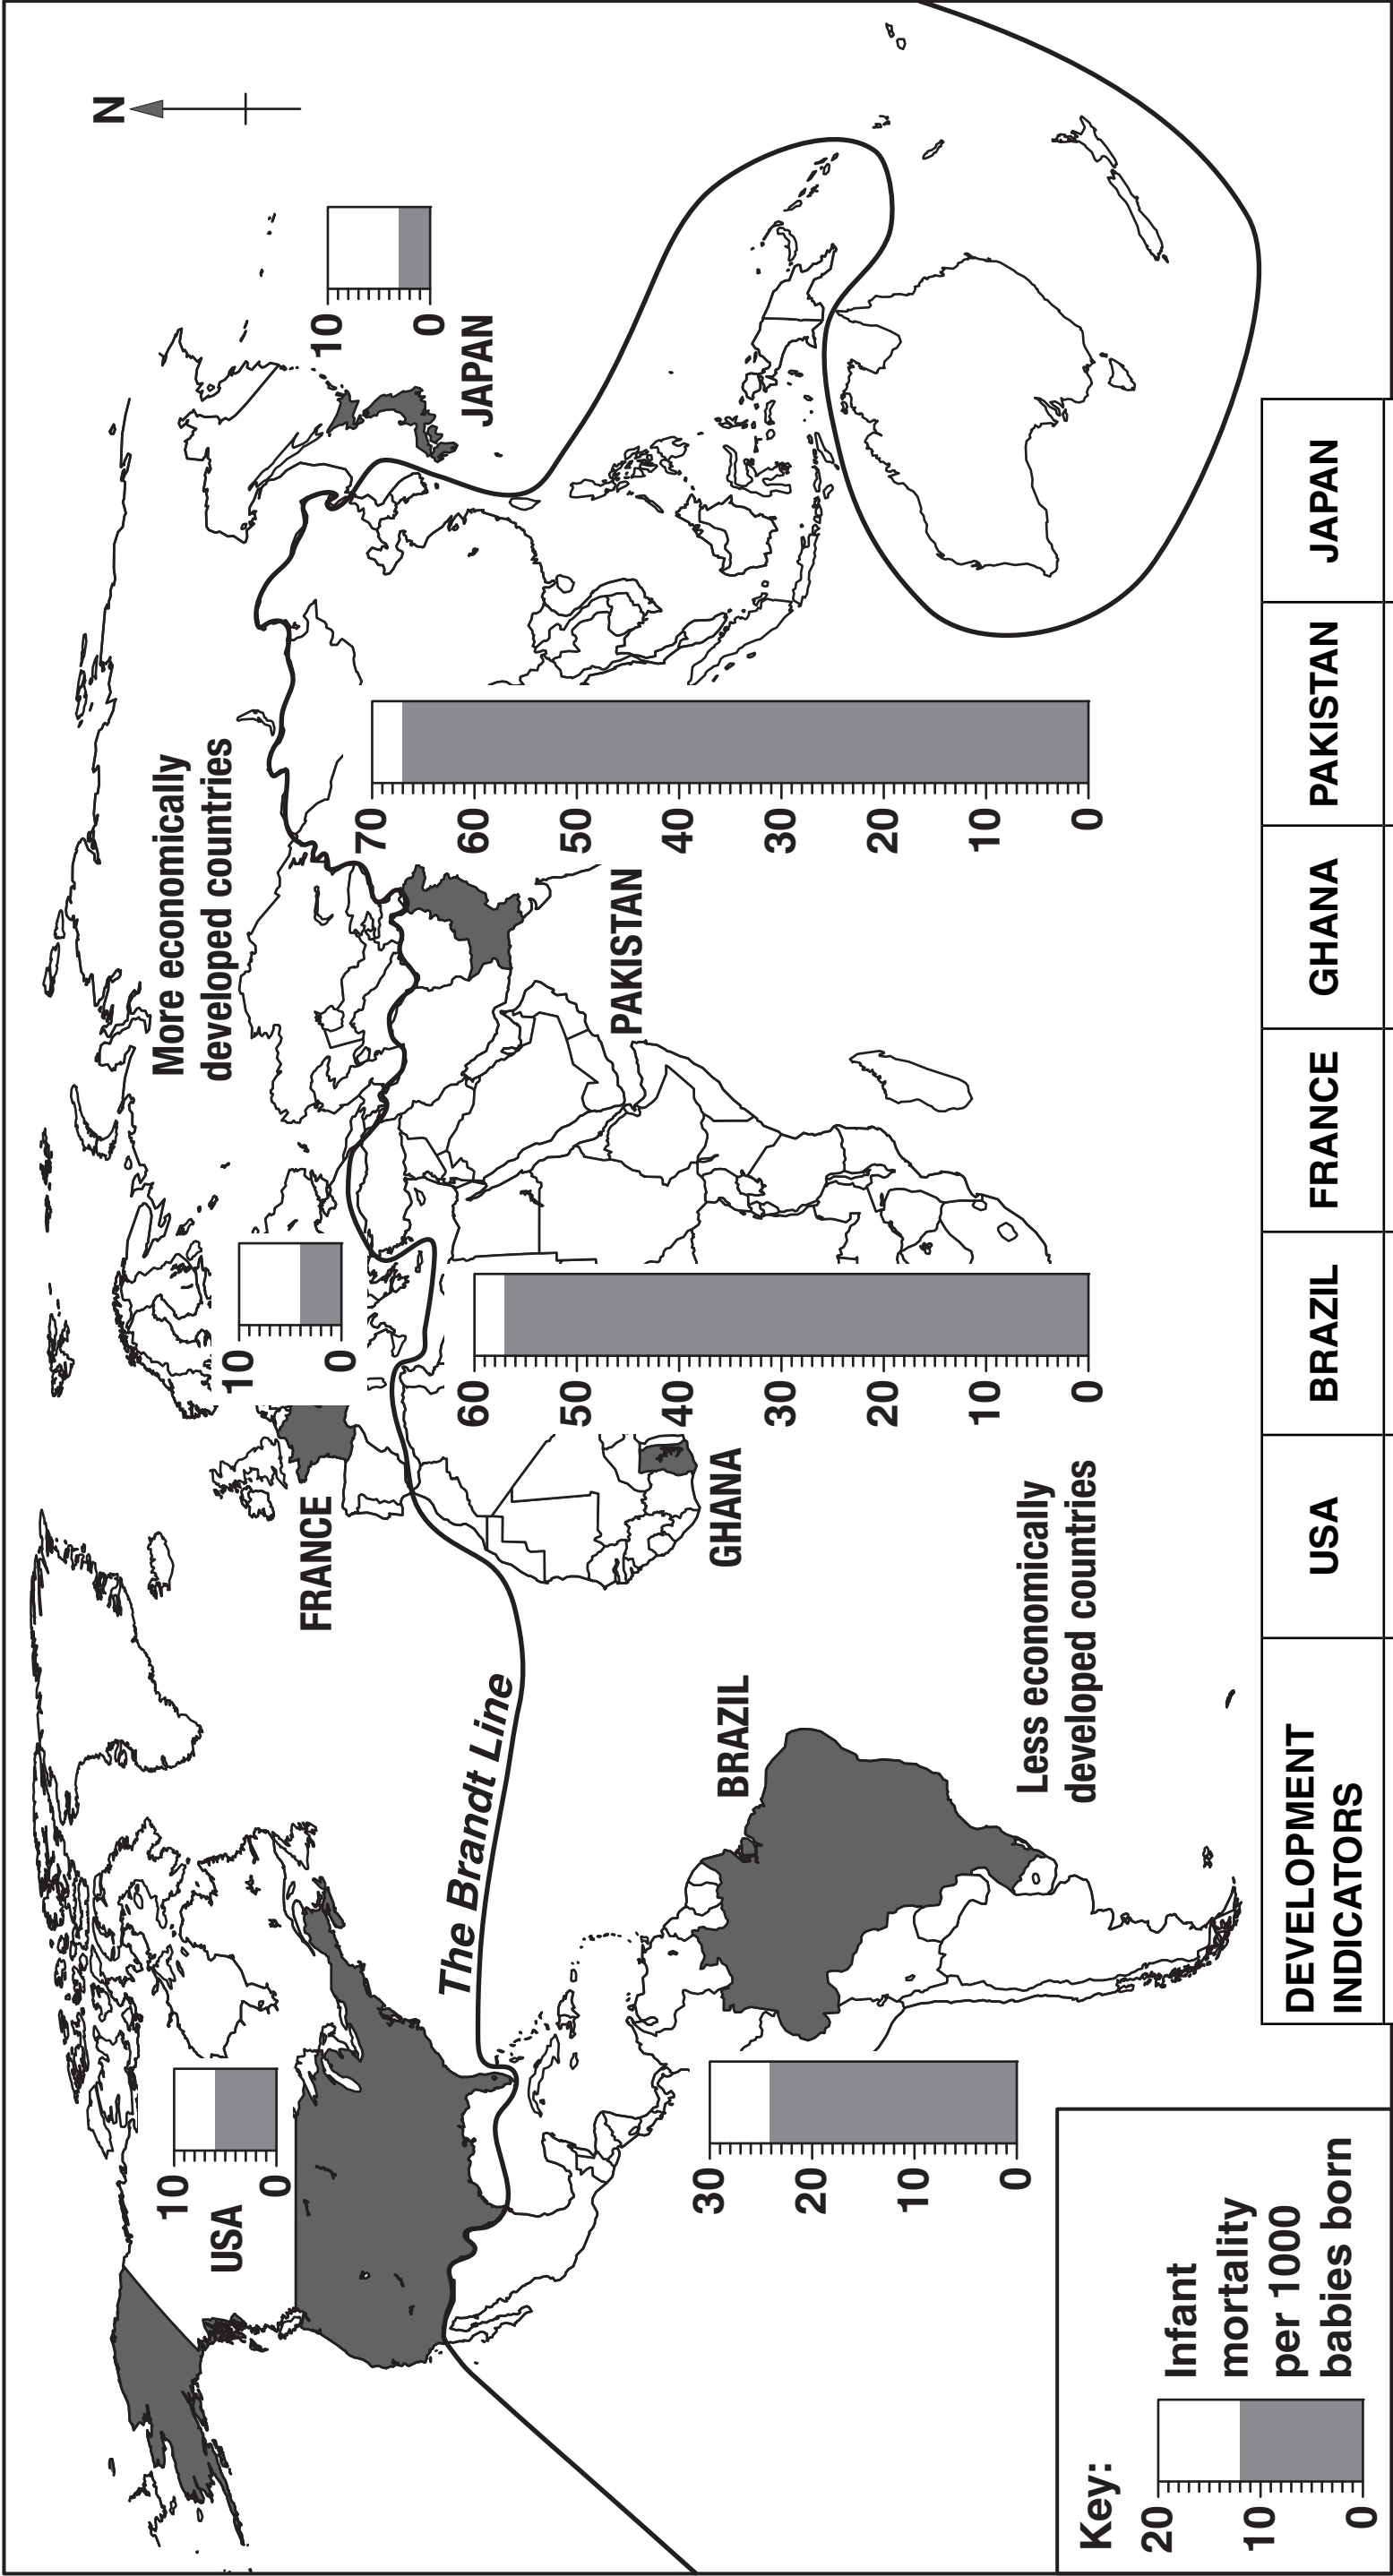 N
More economically
developed countries
10
0
USA
10
0
FRANCE
10
0
JAPAN
The Brandt Line
70
60
50
40
30
20
10
0
PAKISTAN
60
50
40
30
20
10
0
GHANA
BRAZIL
30
20
10
0
Less economically
developed countries
Key:
20
10
0
Infant
mortality
per 1000
babies born
DEVELOPMENT
INDICATORS
USA
BRAZIL
FRANCE
GHANA
PAKISTAN
JAPAN